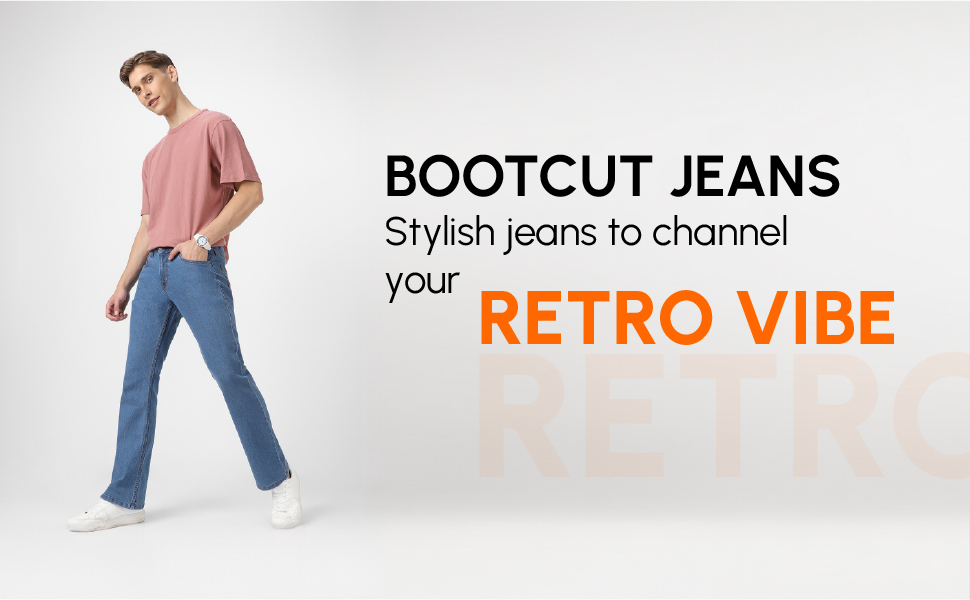 BOOTCUT JEANS
Stylish jeans to channel
your
RETRO VIBE
RETRO